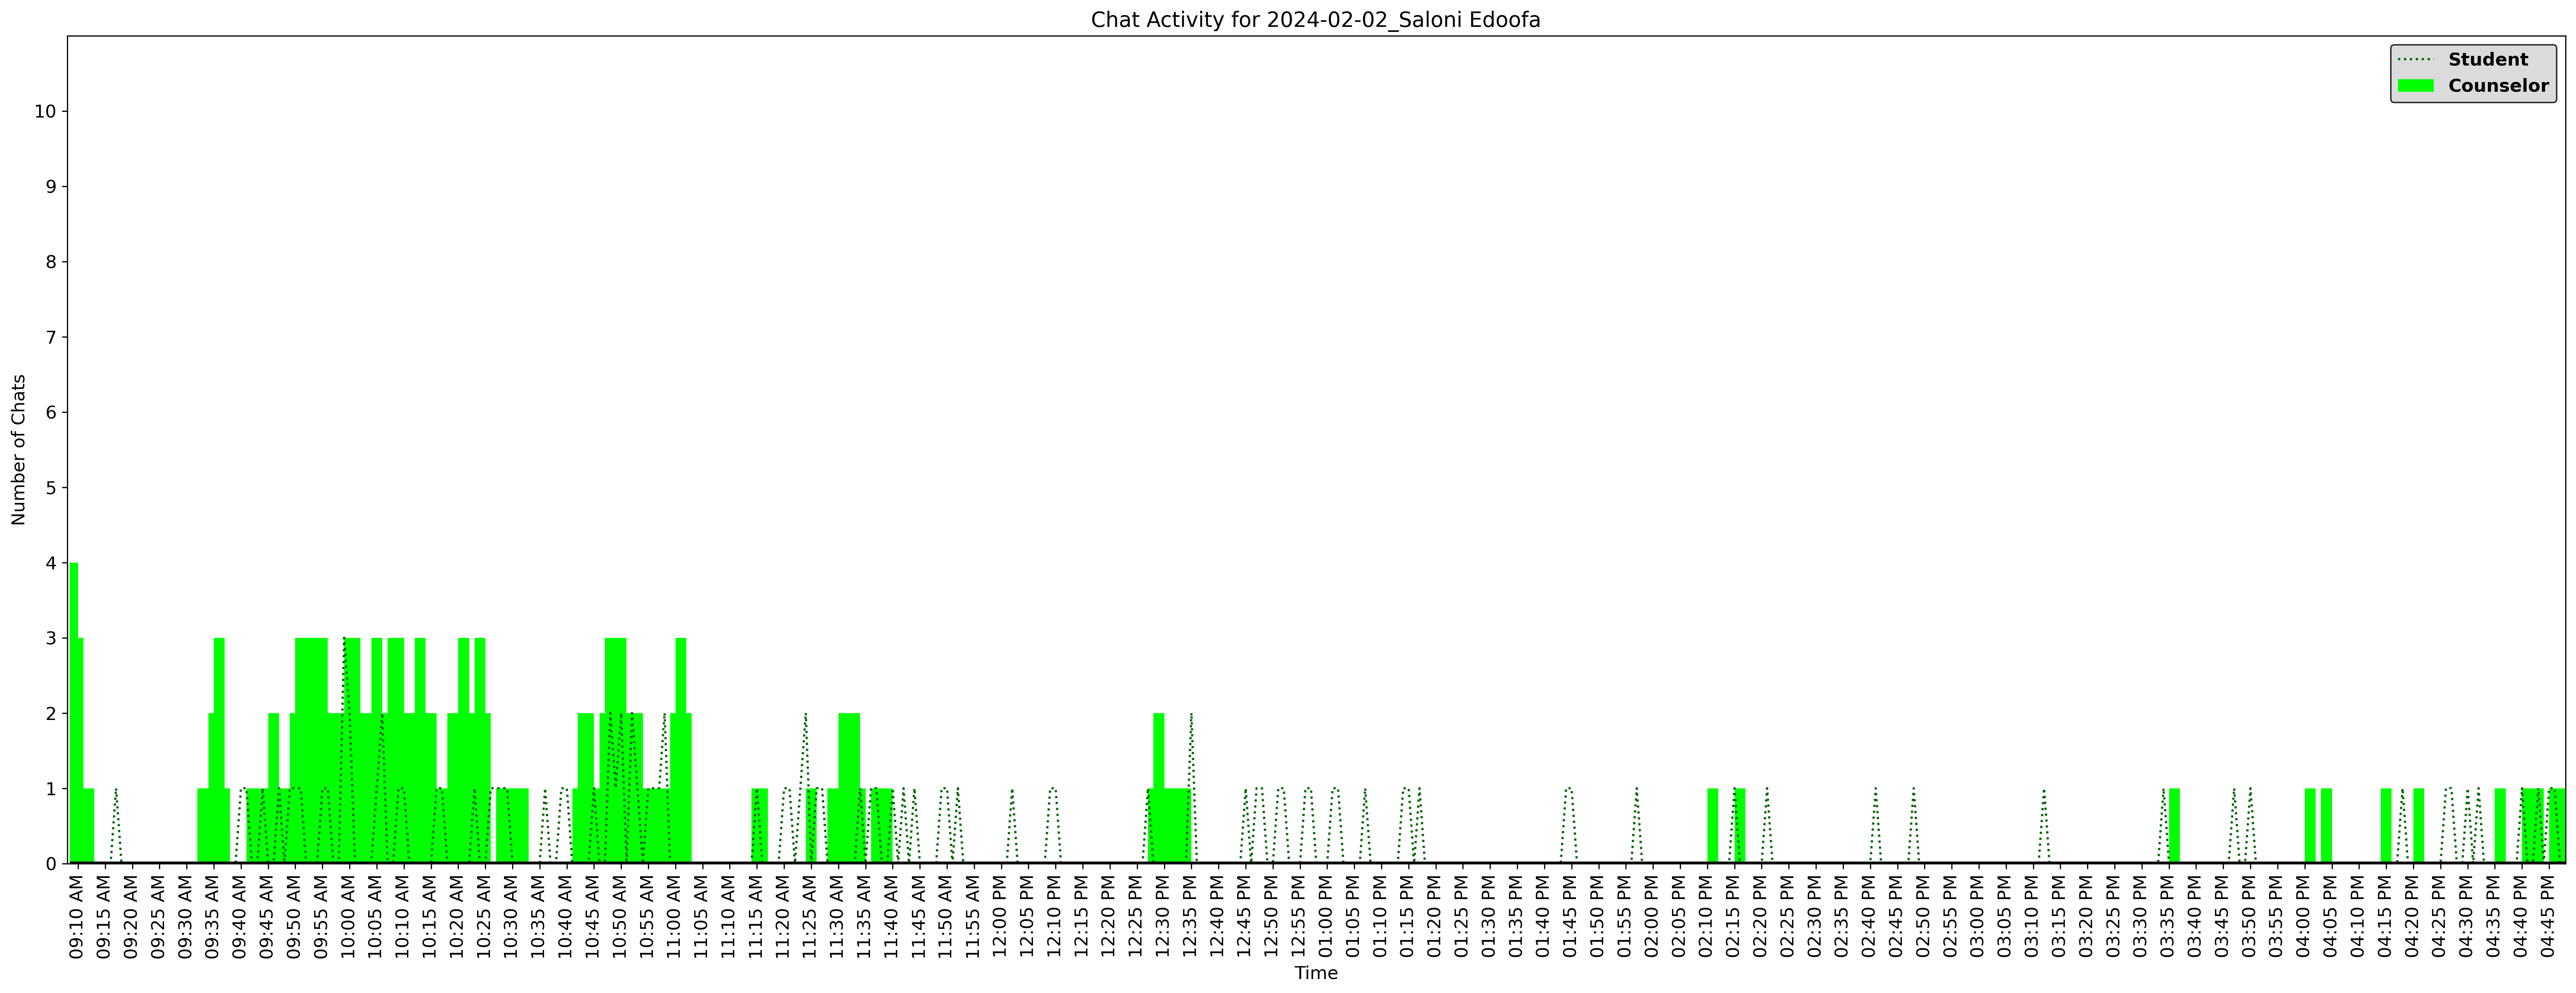 Chat Activity for 2024-02-02_Saloni Edoofa
Student
Counselor
Number of Chats
10
9
8
7
6
5
4
3
2
1
0
09:10 AM
09:15 AM
09:20 AM
09:25 AM
09:30 AM
09:35 AM
09:40 AM
09:45 AM
09:50 AM
09:55 AM
10:00 AM
10:05 AM
10:10 AM
10:15 AM
10:20 AM
10:25 AM
10:30 AM
10:35 AM
10:40 AM
10:45 AM
10:50 AM
10:55 AM
11:00 AM
11:05 AM
11:10 AM
11:15 AM
11:20 AM
11:25 AM
11:30 AM
11:35 AM
11:40 AM
11:45 AM
11:50 AM
11:55 AM
12:00 PM
12:05 PM
12:10 PM
12:15 PM
12:20 PM
12:25 PM
12:30 PM
12:35 PM
12:40 PM
12:45 PM
12:50 PM
12:55 PM
01:00 PM
01:05 PM
01:10 PM
01:15 PM
01:20 PM
01:25 PM
01:30 PM
01:35 PM
01:40 PM
01:45 PM
01:50 PM
01:55 PM
02:00 PM
02:05 PM
02:10 PM
02:15 PM
02:20 PM
02:25 PM
02:30 PM
02:35 PM
02:40 PM
02:45 PM
02:50 PM
02:55 PM
03:00 PM
03:05 PM
03:10 PM
03:15 PM
03:20 PM
03:25 PM
03:30 PM
03:35 PM
03:40 PM
03:45 PM
03:50 PM
03:55 PM
04:00 PM
04:05 PM
04:10 PM
04:15 PM
04:20 PM
04:25 PM
04:30 PM
04:35 PM
04:40 PM
04:45 PM
Time